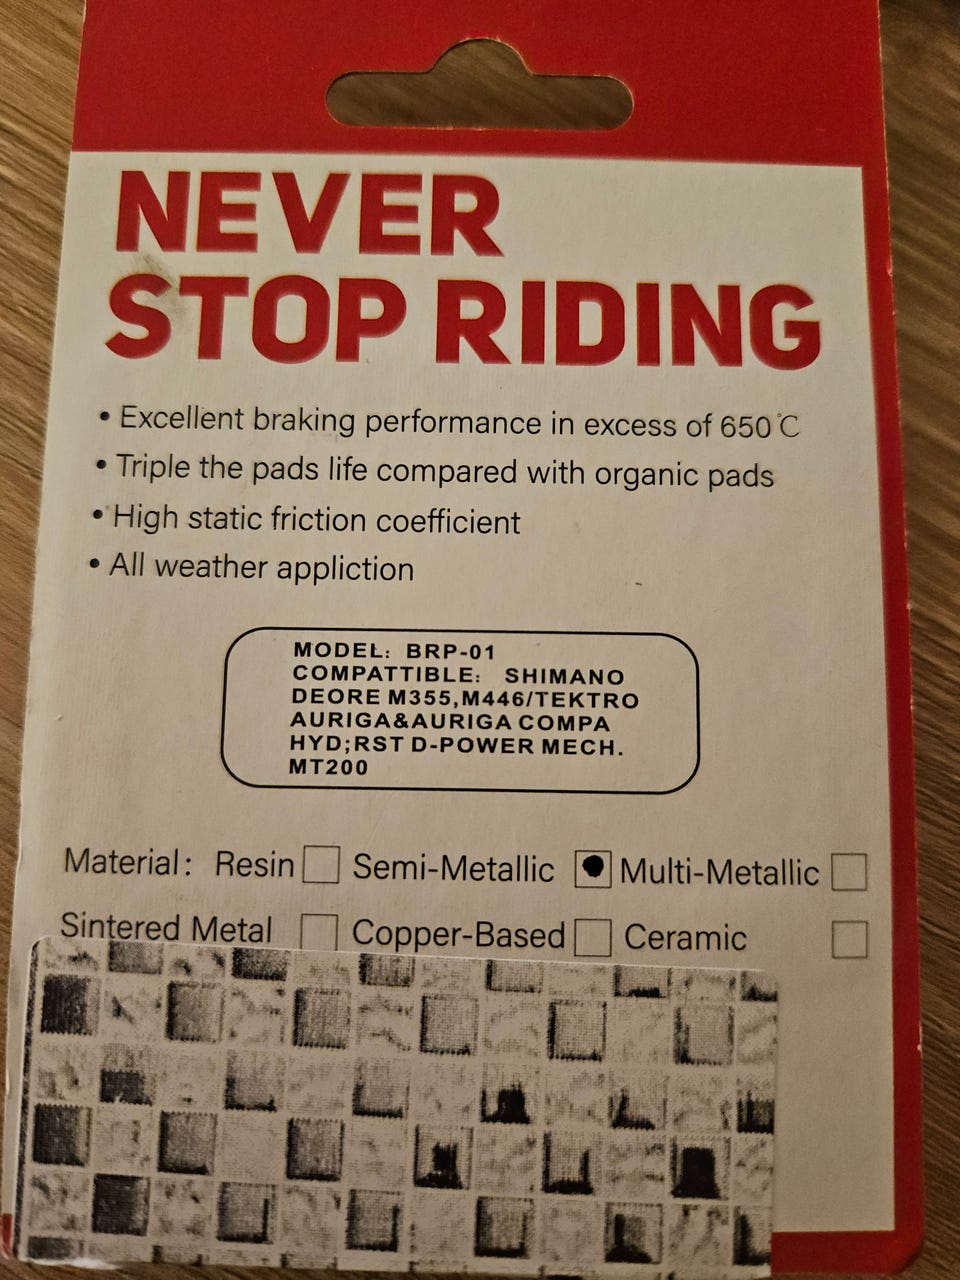 NEVER
STOP RIDING
• Excellent braking performance in excess of 650℃
• Triple the pads life compared with organic pads
• High static friction coefficient
• All weather appliction
MODEL: BRP-01
COMPATTIBLE: SHIMANO
DEORE M355,M446/TEKTRO
AURIGA&AURIGA COMPA
HYD;RST D-POWER MECH.
MT200
Material: Resin Semi-Metallic Multi-Metallic
Sintered Metal Copper-Based Ceramic